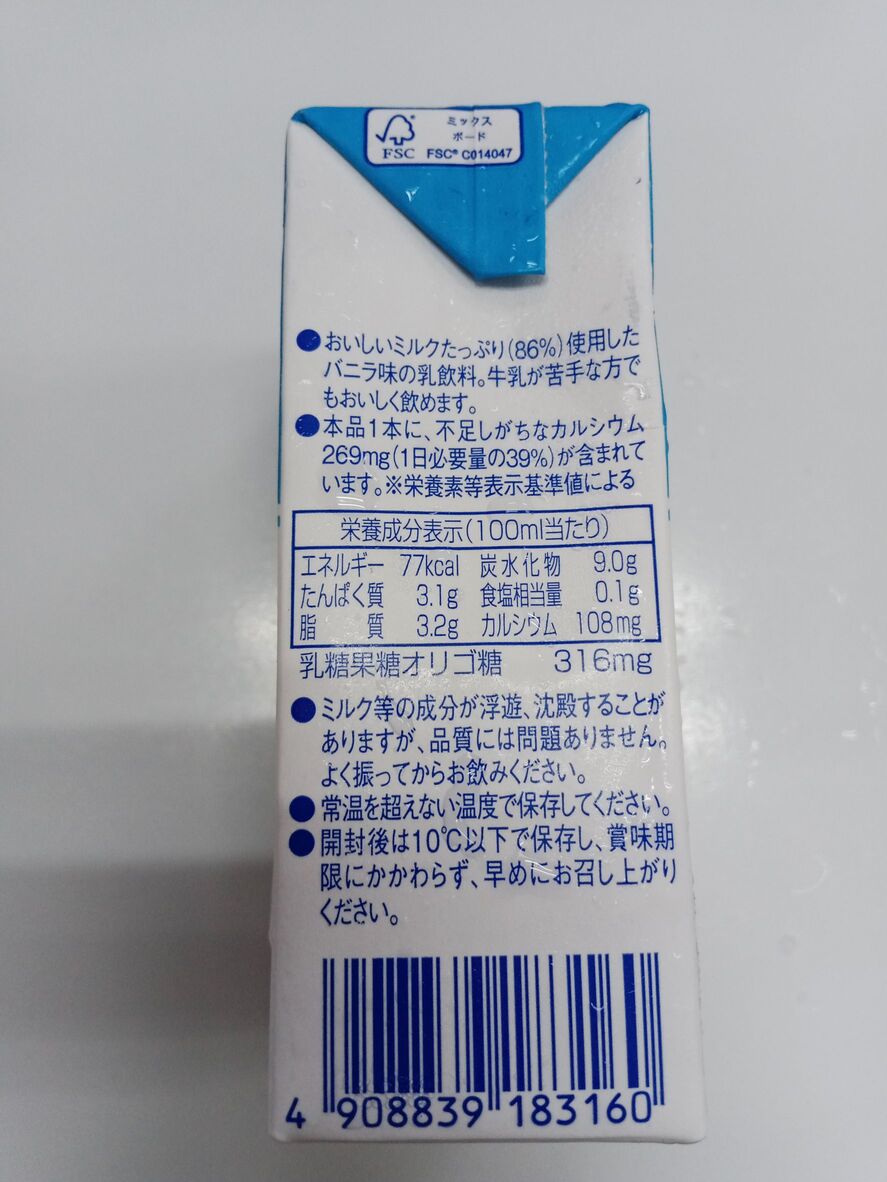 ミックス
ボード
FSC FSC® C014047
●おいしいミルクたっぷり(86%)使用した
バニラ味の乳飲料。牛乳が苦手な方で
もおいしく飲めます。
●本品1本に、不足しがちなカルシウム
269mg(1日必要量の39%)が含まれて
います。※栄養素等表示基準値による
栄養成分表示(100ml当たり)
エネルギー 77kcal 炭水化物 9.0g
たんぱく質 3.1g 食塩相当量 0.1g
脂質 3.2g カルシウム 108mg
乳糖果糖オリゴ糖 316mg
●ミルク等の成分が浮遊、沈殿することが
ありますが、品質には問題ありません。
よく振ってからお飲みください。
●常温を超えない温度で保存してください。
●開封後は10℃以下で保存し、賞味期
限にかかわらず、早めにお召し上がり
ください。
4 908839 183160